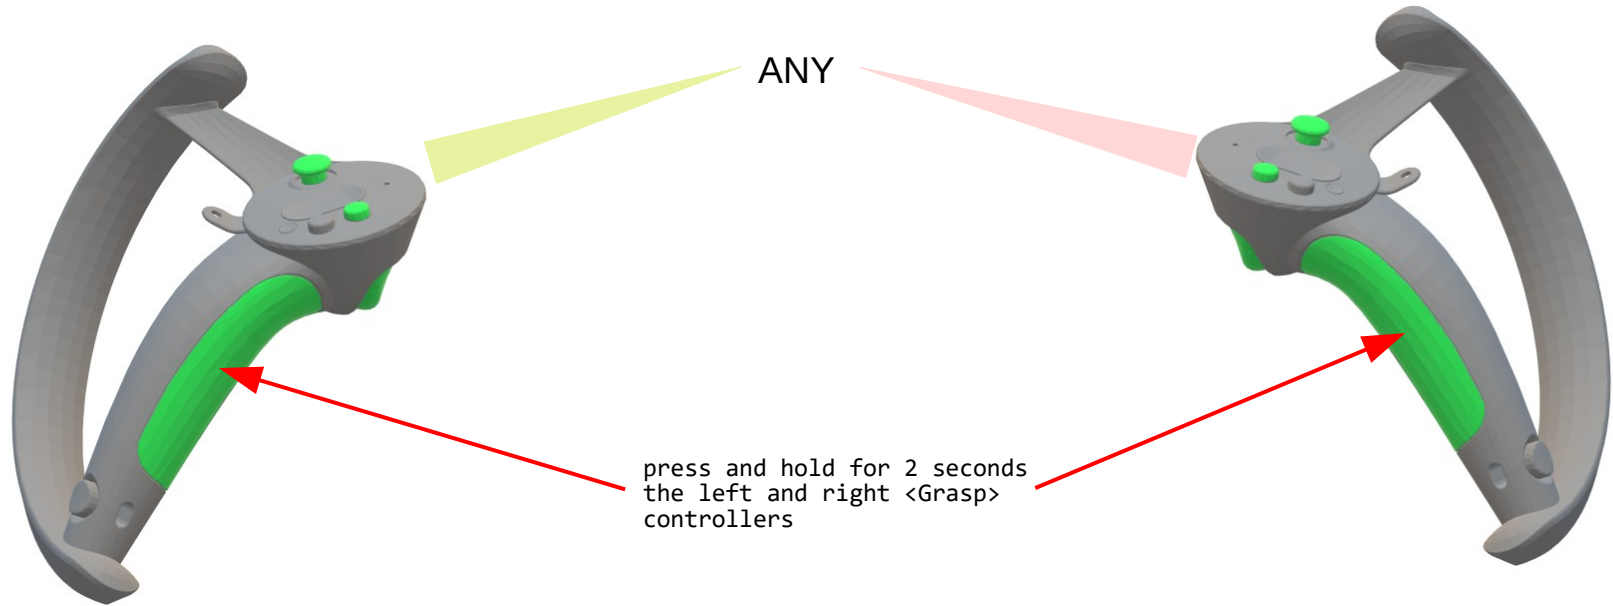 ANY
press and hold for 2 seconds
the left and right <Grasp>
controllers